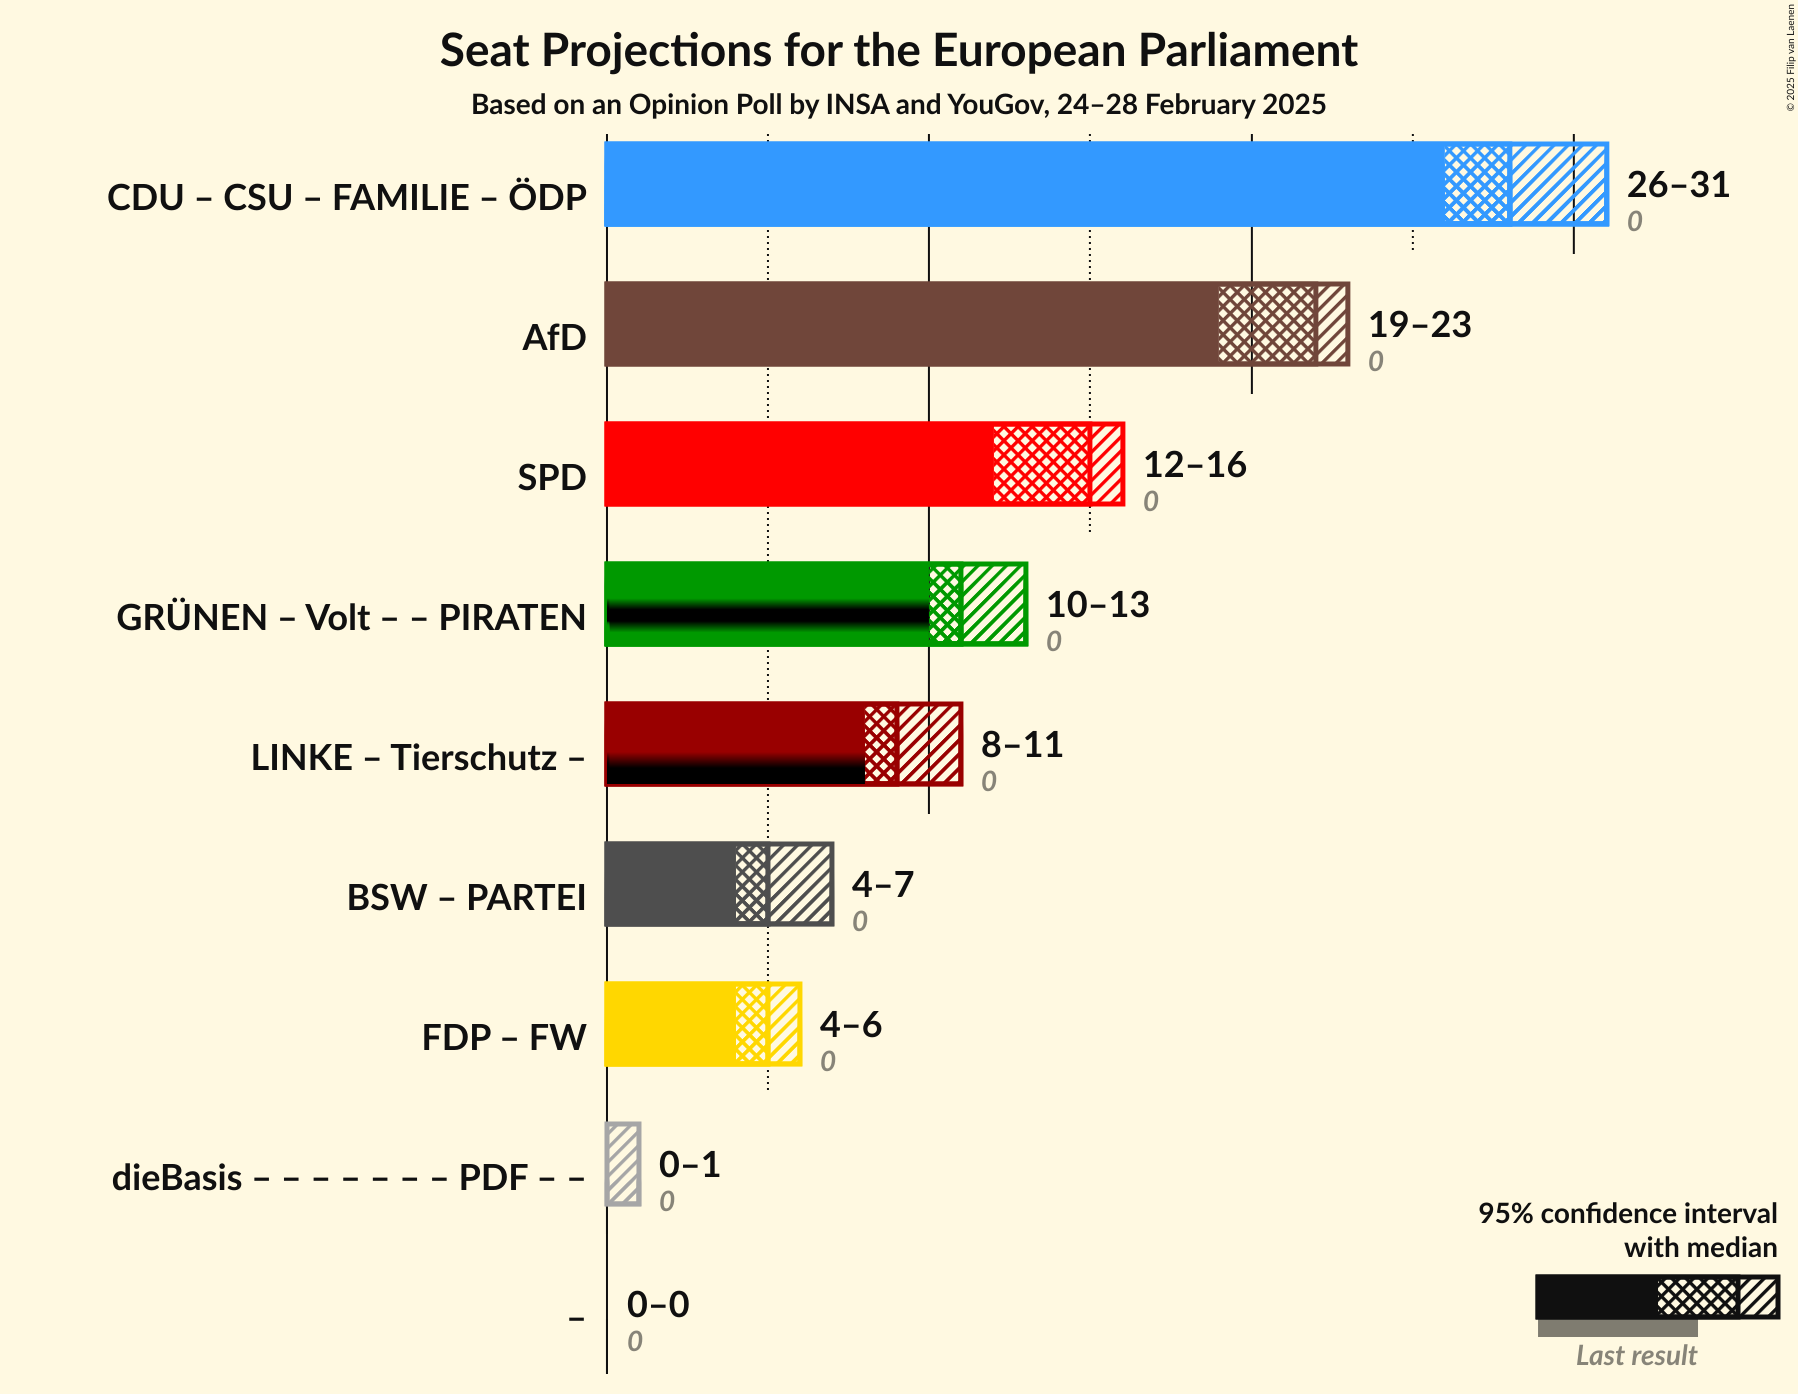 Seat Projections for the European Parliament
Based on an Opinion Poll by INSA and YouGov, 24–28 February 2025
© 2025 Filip van Laenen
CDU – CSU – FAMILIE – ÖDP
26–31
0
AfD
19–23
0
SPD
12–16
0
GRÜNEN – Volt – – PIRATEN
10–13
0
LINKE – Tierschutz –
8–11
0
BSW – PARTEI
4–7
0
FDP – FW
4–6
0
dieBasis – – – – – – – PDF – –
0–1
0
–
0–0
0
95% confidence interval
with median
Last result